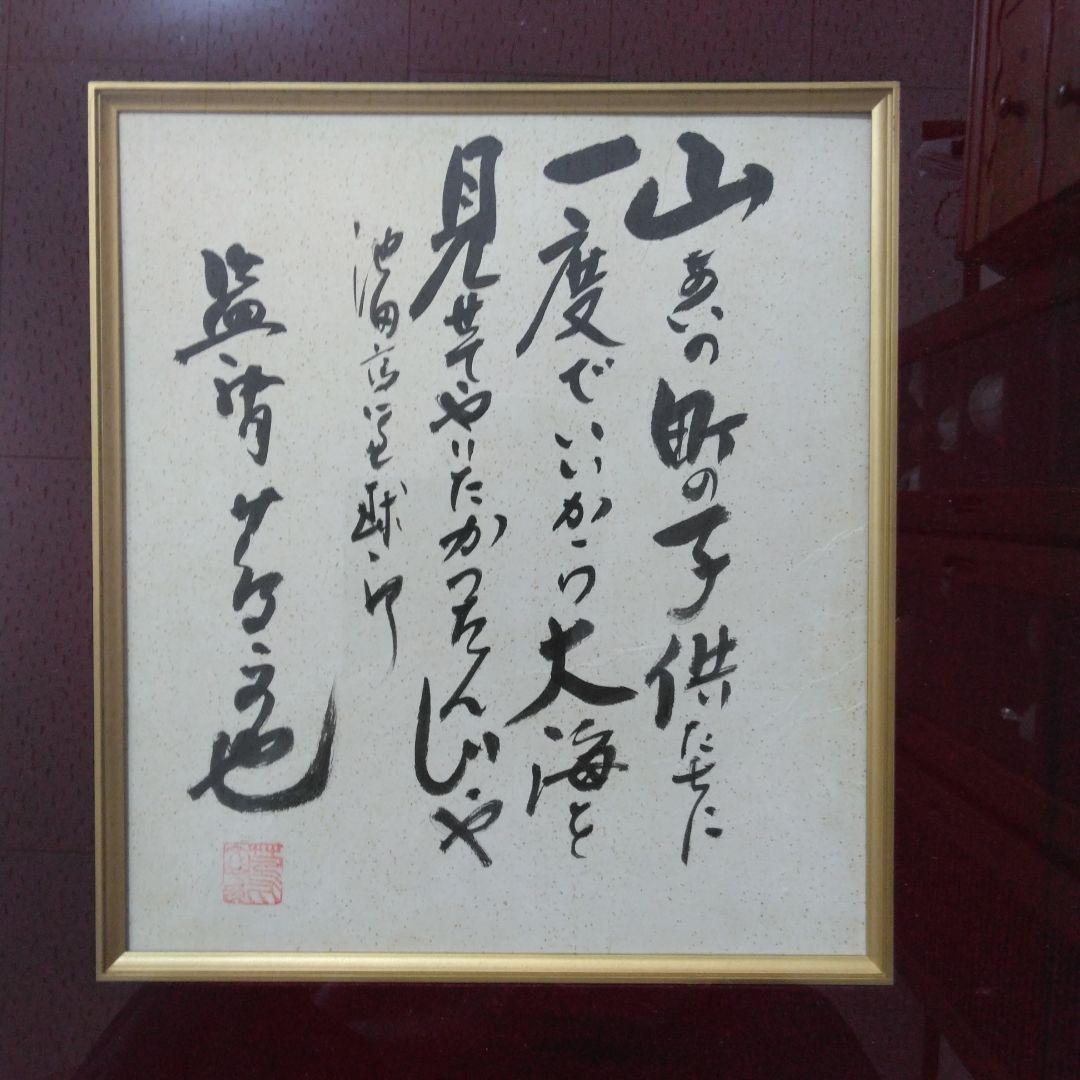 山あいの町の子供たちに
一度でいいから大海を
見せてやりたかったんじゃ
池田高野球部
監督 蔦文也